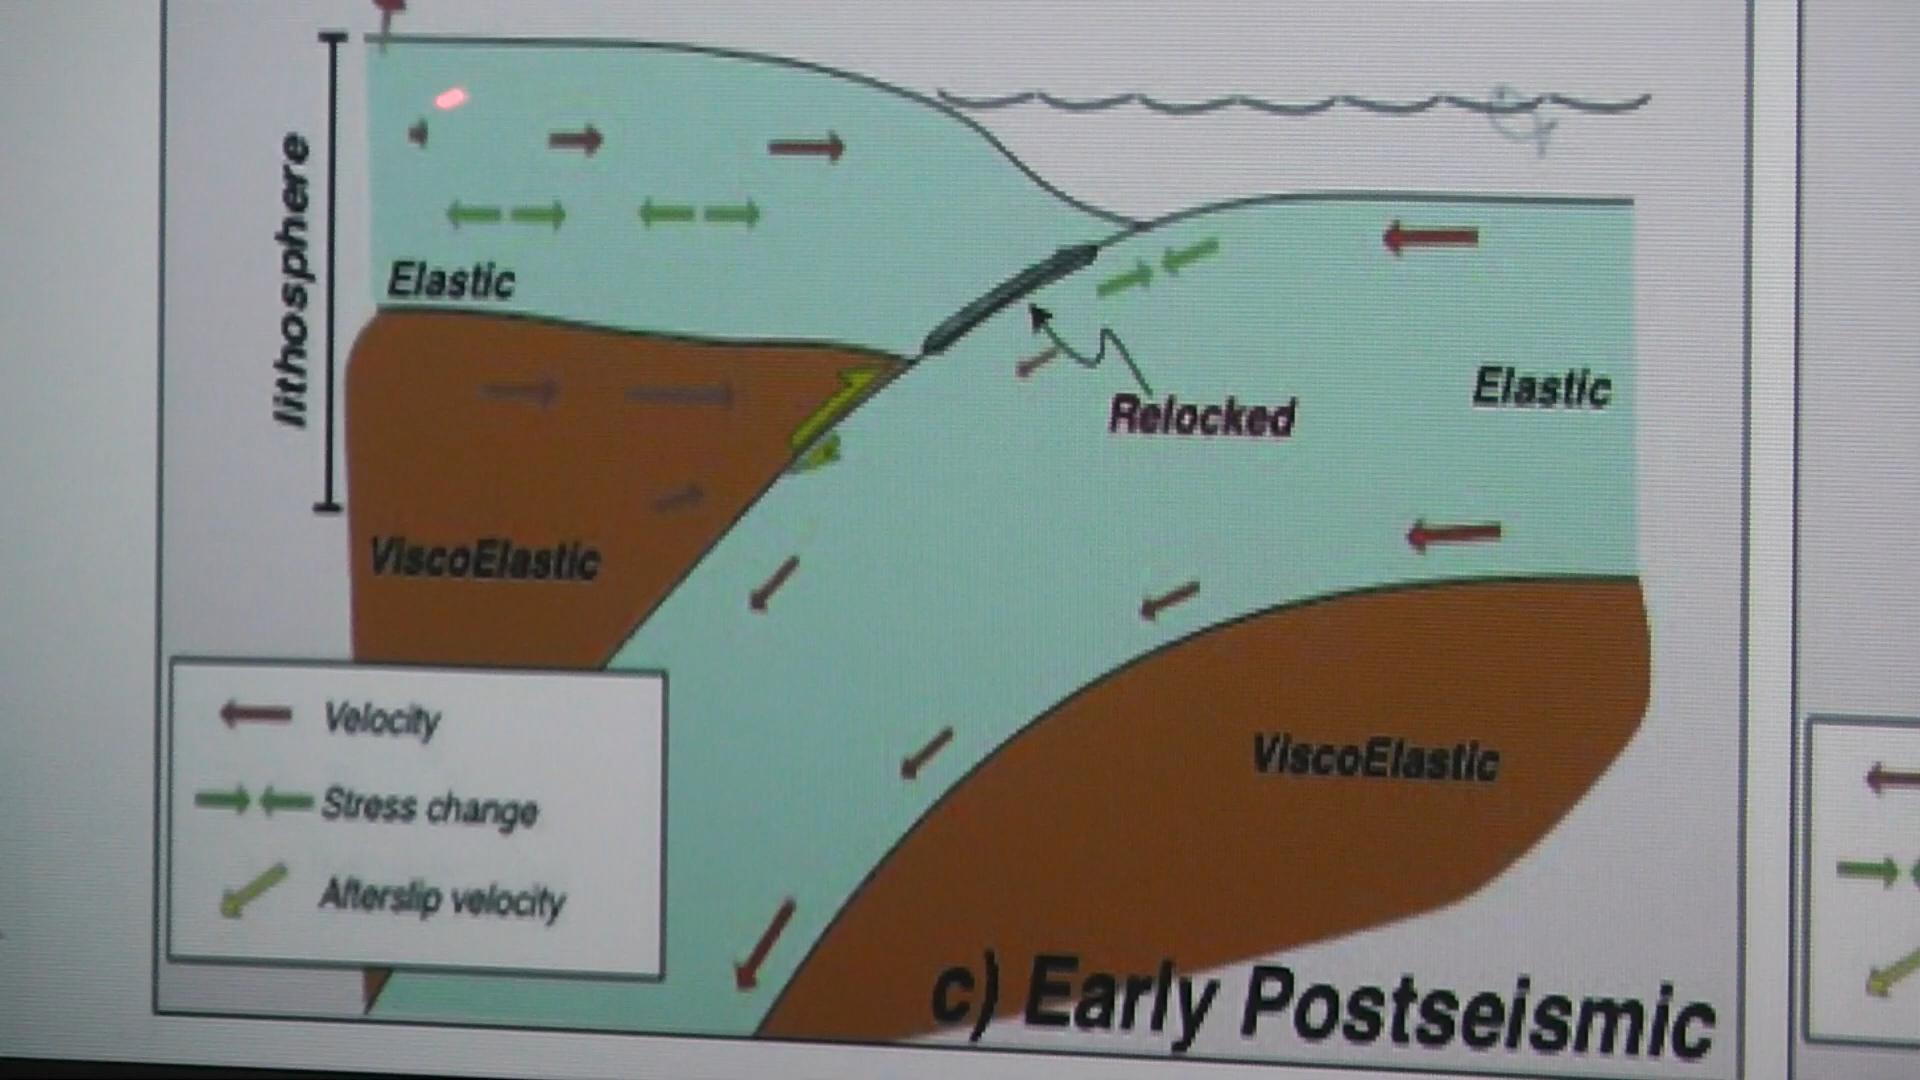 lithosphere
Elastic
Elastic
Relocked
ViscoElastic
ViscoElastic
Velocity
Stress change
Afterslip velocity
c) Early Postseismic